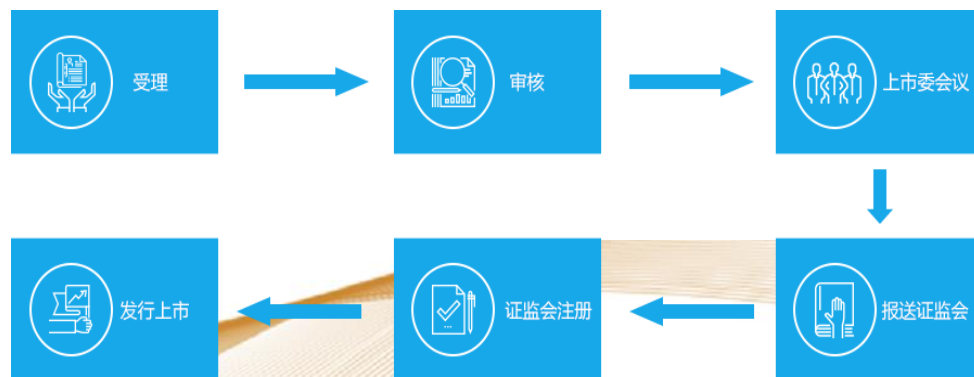 受理
审核
上市委会议
发行上市
证监会注册
报送证监会